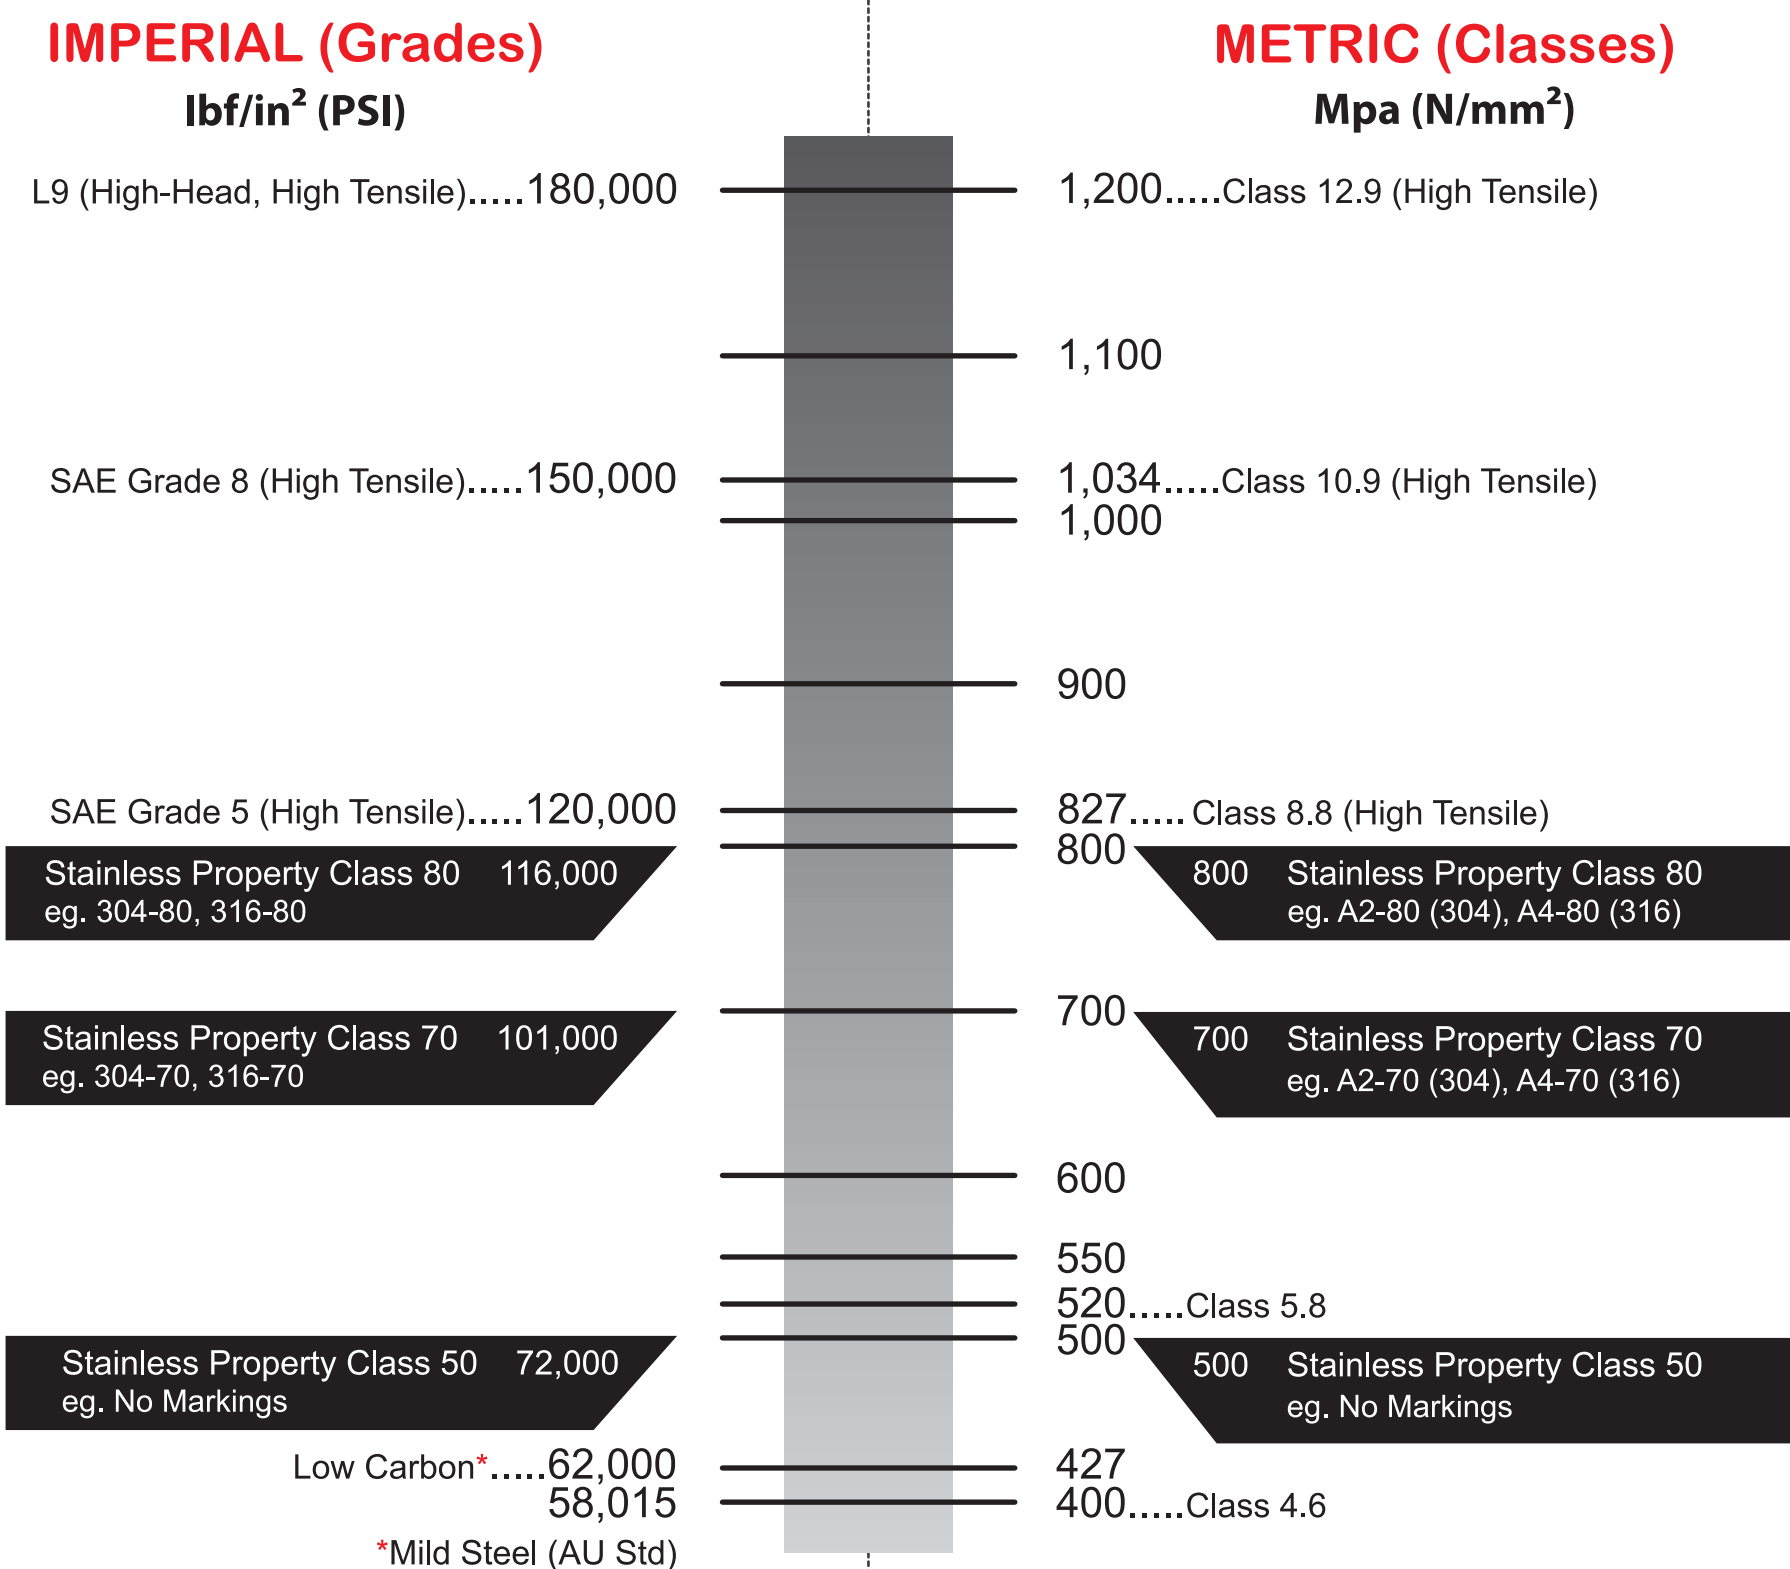 IMPERIAL (Grades)
lbf/in² (PSI)
METRIC (Classes)
Mpa (N/mm²)
L9 (High-Head, High Tensile).....180,000
1,200.....Class 12.9 (High Tensile)
1,100
SAE Grade 8 (High Tensile).....150,000
1,034.....Class 10.9 (High Tensile)
1,000
900
SAE Grade 5 (High Tensile).....120,000
827.....Class 8.8 (High Tensile)
800
Stainless Property Class 80 116,000
eg. 304-80, 316-80
800 Stainless Property Class 80
eg. A2-80 (304), A4-80 (316)
700
Stainless Property Class 70 101,000
eg. 304-70, 316-70
700 Stainless Property Class 70
eg. A2-70 (304), A4-70 (316)
600
550
520.....Class 5.8
500
Stainless Property Class 50 72,000
eg. No Markings
500 Stainless Property Class 50
eg. No Markings
Low Carbon*.....62,000
427
58,015
400.....Class 4.6
*Mild Steel (AU Std)